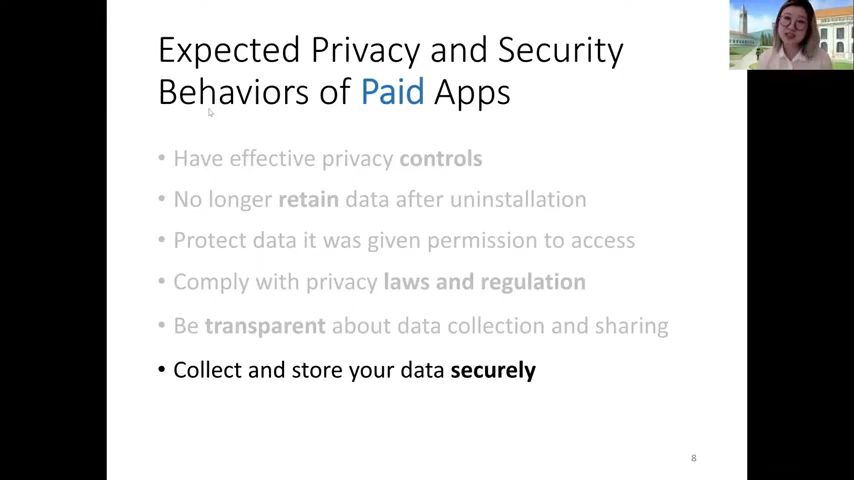 Expected Privacy and Security
Behaviors of Paid Apps
• Have effective privacy controls
• No longer retain data after uninstallation
• Protect data it was given permission to access
• Comply with privacy laws and regulation
• Be transparent about data collection and sharing
• Collect and store your data securely
8